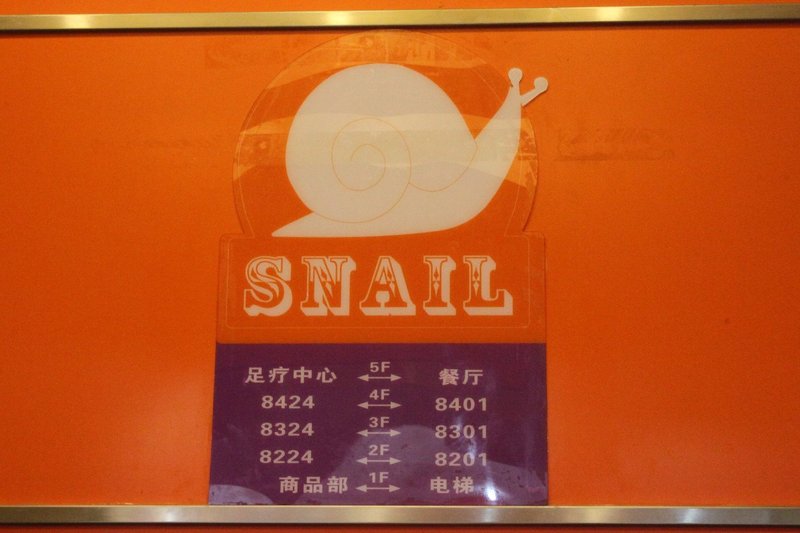 SNAIL
足疗中心 5F 餐厅
8424 4F 8401
8324 3F 8301
8224 2F 8201
商品部 1F 电梯